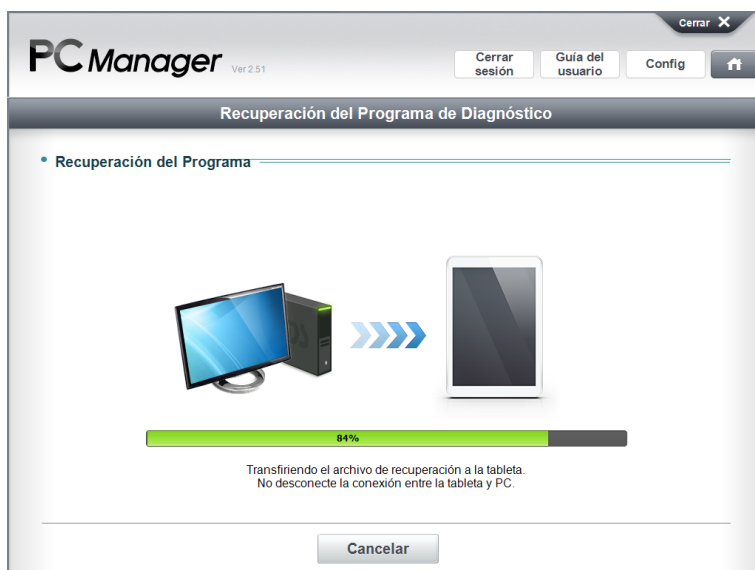 Cerrar X
PC Manager Ver 2.51
Cerrar sesión
Guía del usuario
Config
Recuperación del Programa de Diagnóstico
Recuperación del Programa
84%
Transfiriendo el archivo de recuperación a la tableta.
No desconecte la conexión entre la tableta y PC.
Cancelar